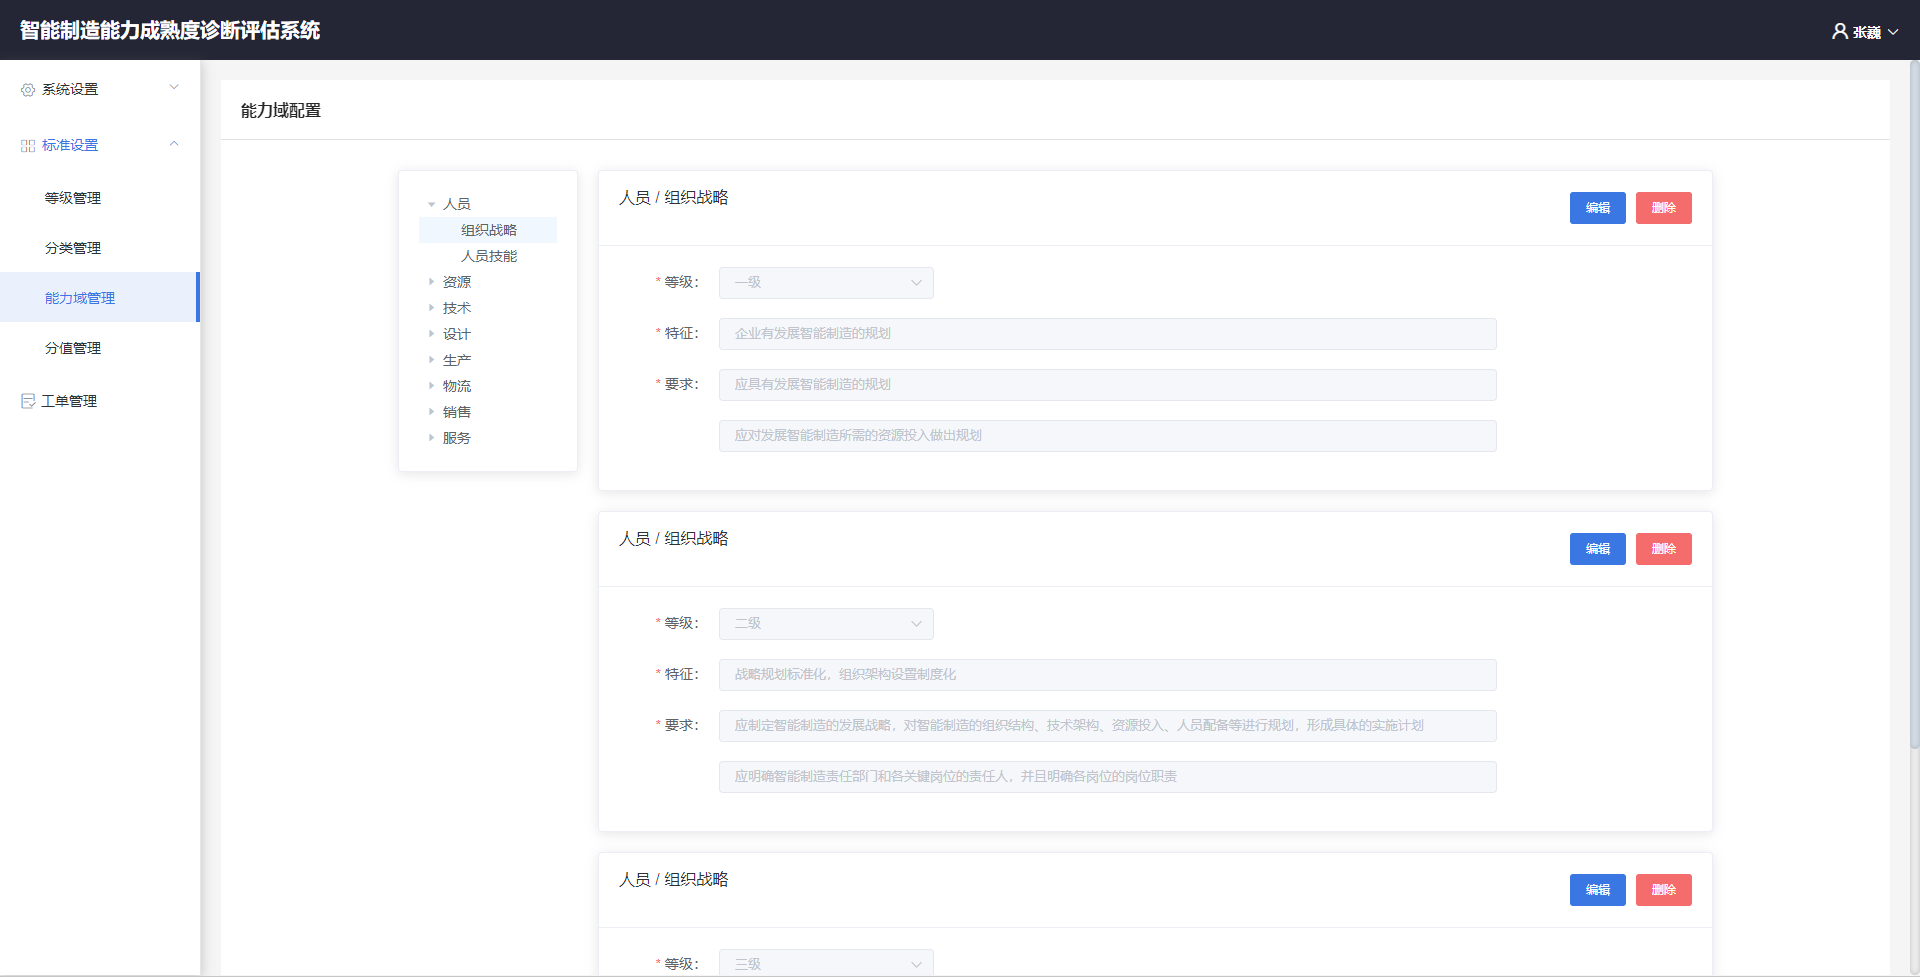 智能制造能力成熟度诊断评估系统
张巍
系统设置
标准设置
等级管理
分类管理
能力域管理
分值管理
工单管理
能力域配置
人员
组织战略
人员技能
资源
技术
设计
生产
物流
销售
服务
人员 / 组织战略
编辑 删除
* 等级： 一级
* 特征： 企业有发展智能制造的规划
* 要求： 应具有发展智能制造的规划
应对发展智能制造所需的资源投入做出规划
人员 / 组织战略
编辑 删除
* 等级： 二级
* 特征： 战略规划标准化，组织架构设置制度化
* 要求： 应制定智能制造的发展战略，对智能制造的组织结构、技术架构、资源投入、人员配备等进行规划，形成具体的实施计划
应明确智能制造责任部门和各关键岗位的责任人，并且明确各岗位的岗位职责
人员 / 组织战略
编辑 删除
* 等级： 三级